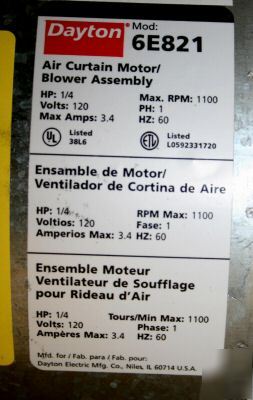 Dayton® Mod:
6E821
Air Curtain Motor/
Blower Assembly
HP: 1/4 Max. RPM: 1100
Volts: 120 PH: 1
Max Amps: 3.4 HZ: 60
UL Listed 38L6
ETL Listed L0592331720
Ensamble de Motor/
Ventilador de Cortina de Aire
HP: 1/4 RPM Max: 1100
Voltios: 120 Fase: 1
Amperios Max: 3.4 HZ: 60
Ensemble Moteur
Ventilateur de Soufflage
pour Rideau d'Air
HP: 1/4 Tours/Min Max: 1100
Volts: 120 Phase: 1
Ampères Max: 3.4 HZ: 60
Mfd. for / Fab. para / Fab. pour:
Dayton Electric Mfg. Co., Niles, IL 60714 U.S.A.